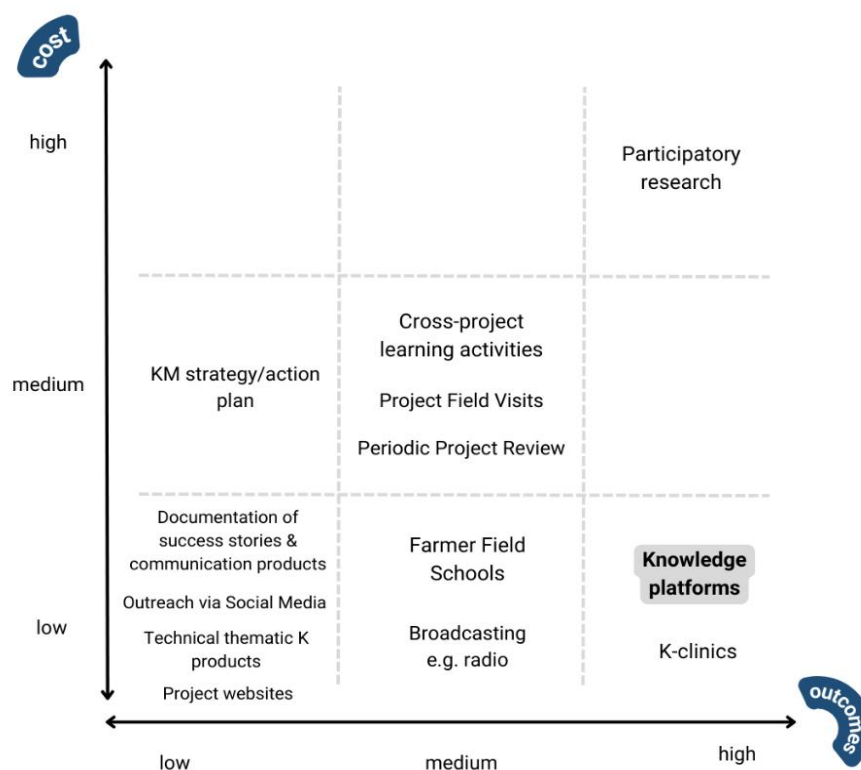 cost
high
Participatory
research
Cross-project
learning activities
KM strategy/action
plan
medium
Project Field Visits
Periodic Project Review
Documentation of
success stories &
communication products
Farmer Field
Schools
Knowledge
platforms
Outreach via Social Media
low
Technical thematic K
products
Broadcasting
e.g. radio
K-clinics
Project websites
outcomes
low
medium
high